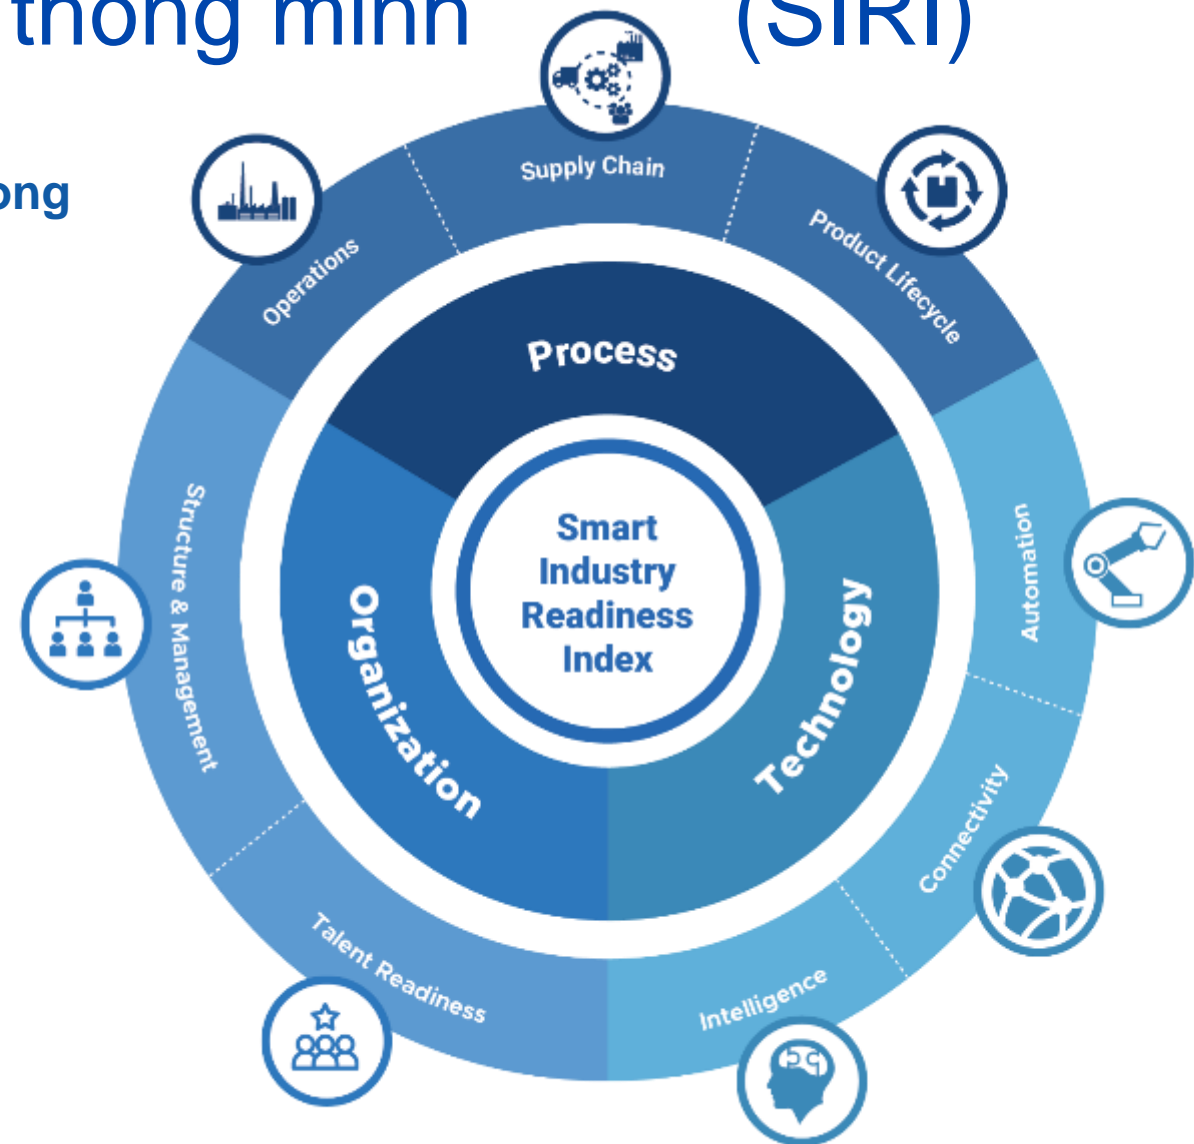 thông minh (SIRI)
Supply Chain
Operations
Product Lifecycle
Process
Smart
Industry
Readiness
Index
Organization
Technology
Structure & Management
Automation
Connectivity
Talent Readiness
Intelligence